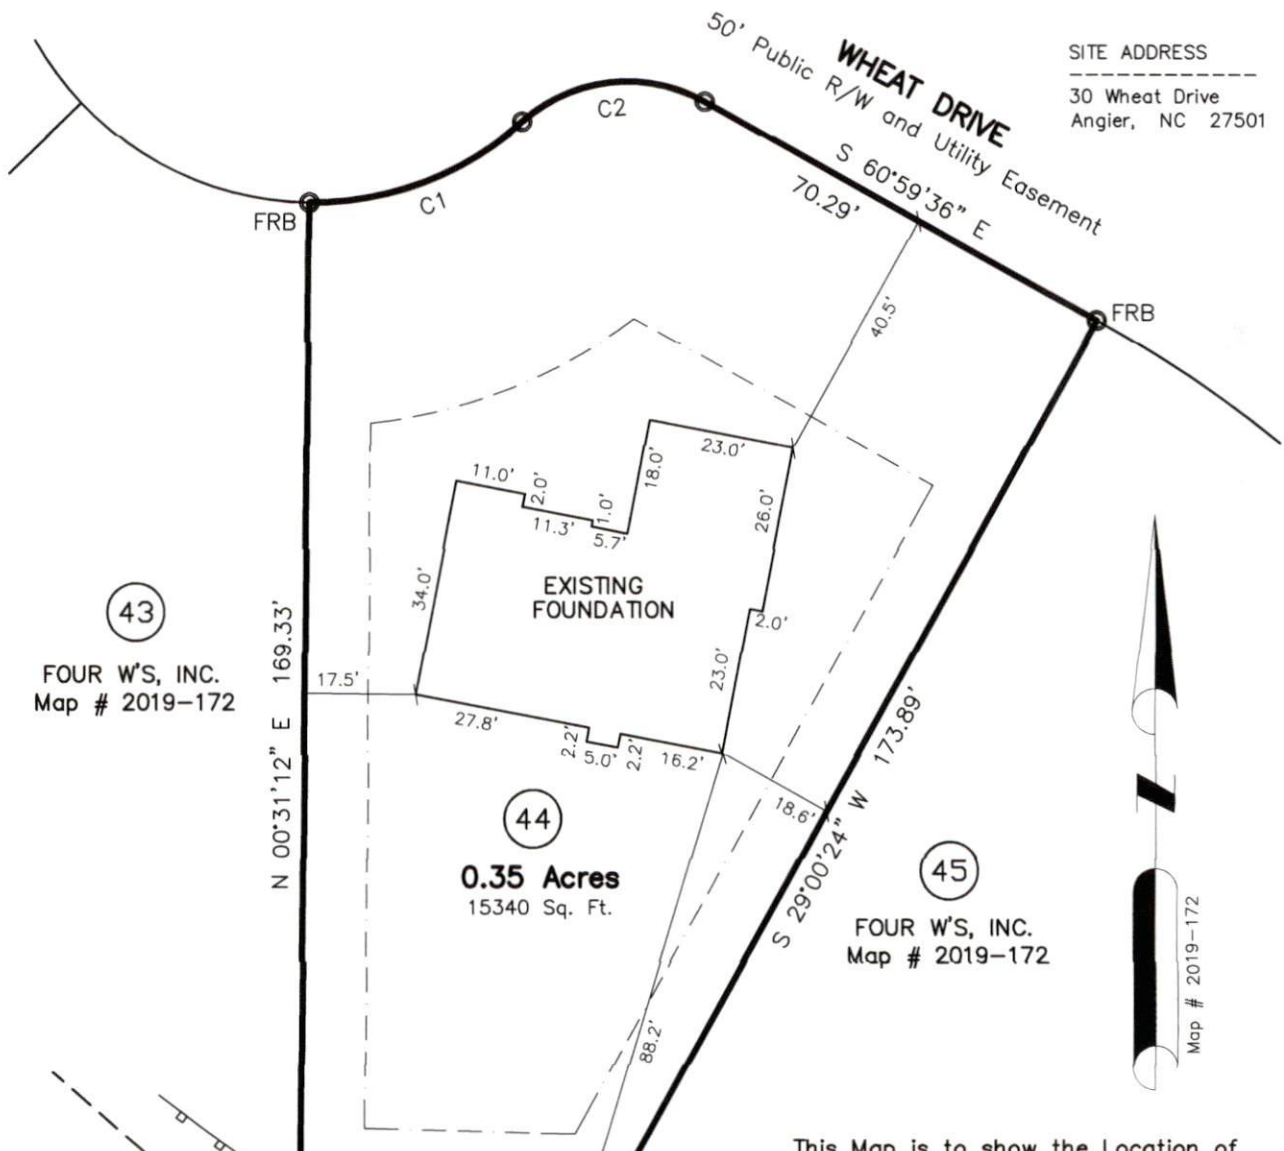 WHEAT DRIVE
50' Public R/W and Utility Easement
SITE ADDRESS
30 Wheat Drive
Angier, NC 27501
S 60°59'36" E
70.29'
C2
C1
FRB
FRB
40.5'
23.0'
18.0'
11.0'
2.0'
11.3'
1.0'
5.7'
26.0'
34.0'
EXISTING
FOUNDATION
2.0'
23.0'
43
FOUR W'S, INC.
Map # 2019-172
N 00°31'12" E 169.33'
17.5'
27.8'
2.2'
5.0'
2.2'
16.2'
18.6'
S 29°00'24" W 173.89'
44
0.35 Acres
15340 Sq. Ft.
45
FOUR W'S, INC.
Map # 2019-172
88.2'
N
Map # 2019-172
This Map is to show the Location of